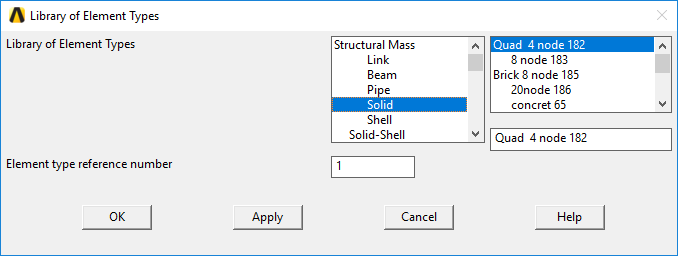 Library of Element Types
Library of Element Types
Structural Mass
Link
Beam
Pipe
Solid
Shell
Solid-Shell
Quad 4 node 182
8 node 183
Brick 8 node 185
20node 186
concret 65
Quad 4 node 182
Element type reference number
1
OK
Apply
Cancel
Help